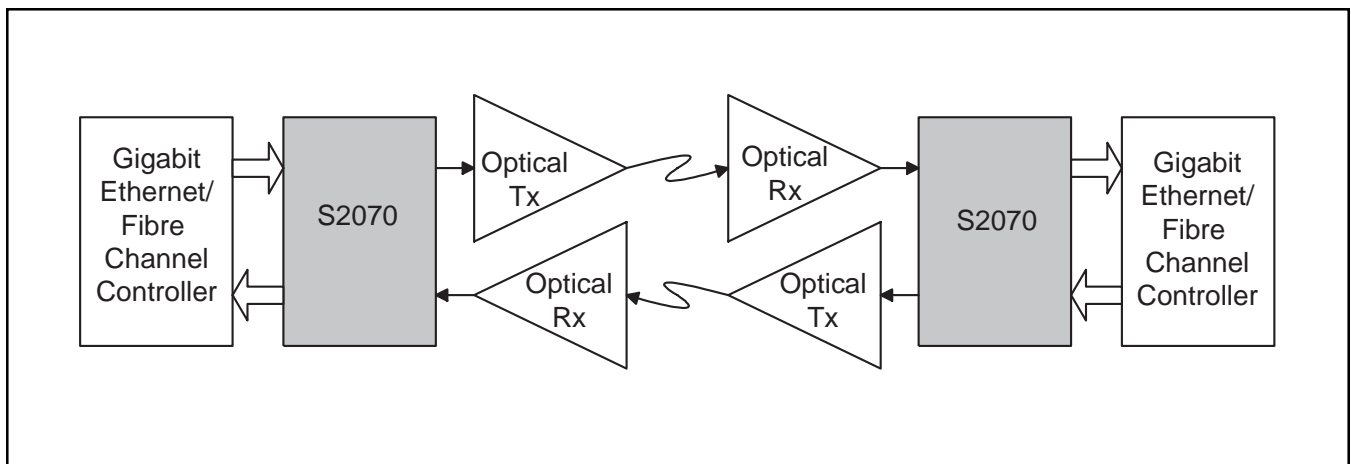 Gigabit
Ethernet/
Fibre
Channel
Controller
S2070
Optical
Tx
Optical
Rx
Optical
Rx
Optical
Tx
S2070
Gigabit
Ethernet/
Fibre
Channel
Controller